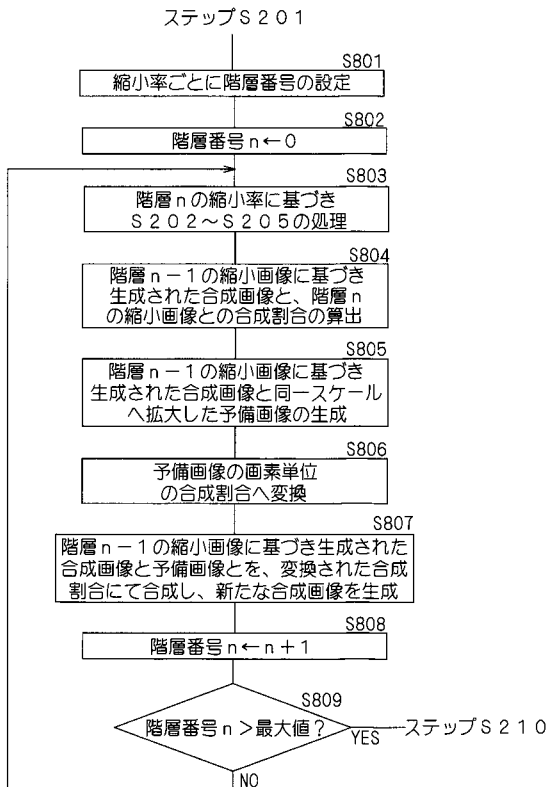 ステップS201
S801
縮小率ごとに階層番号の設定
S802
階層番号n←0
S803
階層nの縮小率に基づき
S202～S205の処理
S804
階層n−1の縮小画像に基づき
生成された合成画像と、階層n
の縮小画像との合成割合の算出
S805
階層n−1の縮小画像に基づき
生成された合成画像と同一スケール
へ拡大した予備画像の生成
S806
予備画像の画素単位
の合成割合へ変換
S807
階層n−1の縮小画像に基づき生成された
合成画像と予備画像とを、変換された合成
割合にて合成し、新たな合成画像を生成
S808
階層番号n←n+1
S809
階層番号n＞最大値？
YES
ステップS210
NO